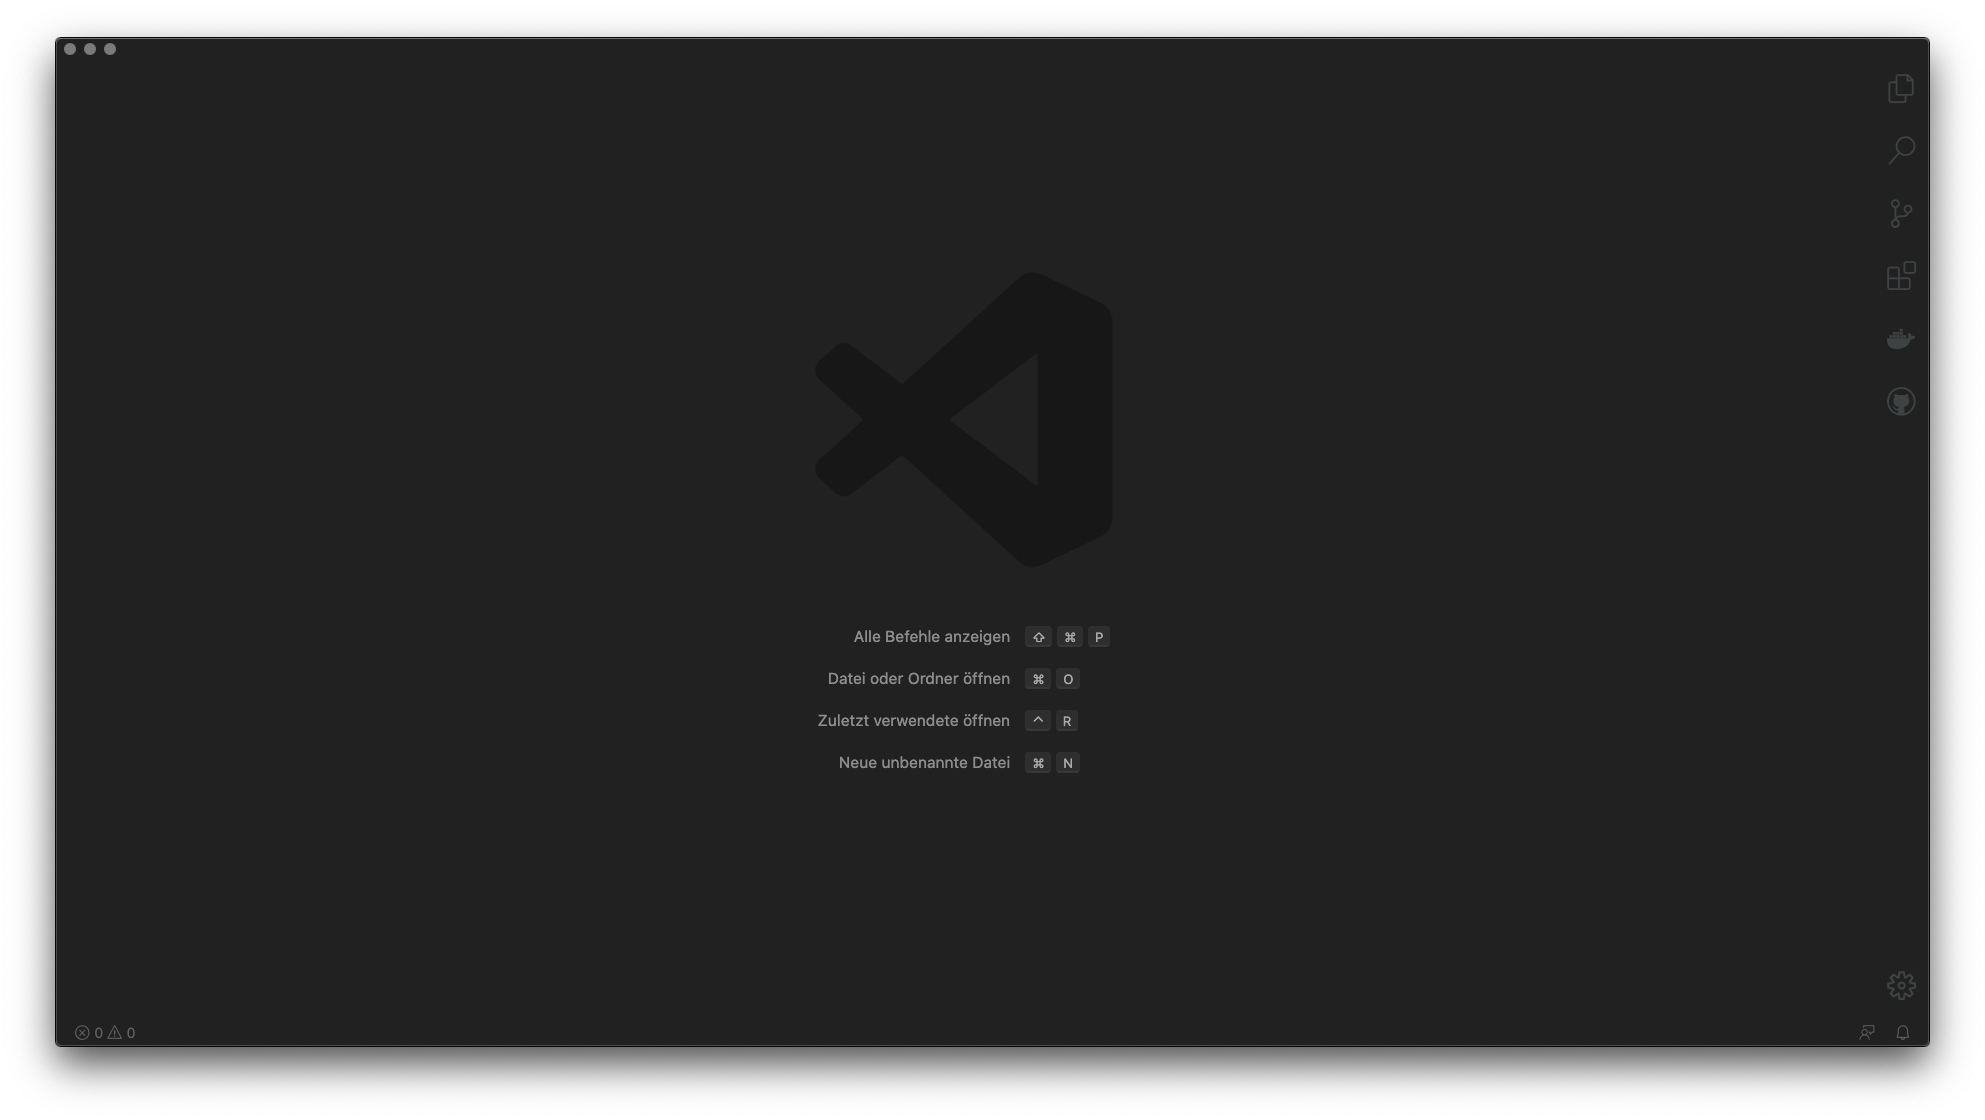 Alle Befehle anzeigen ⇧ ⌘ P
Datei oder Ordner öffnen ⌘ O
Zuletzt verwendete öffnen ^ R
Neue unbenannte Datei ⌘ N
0 0